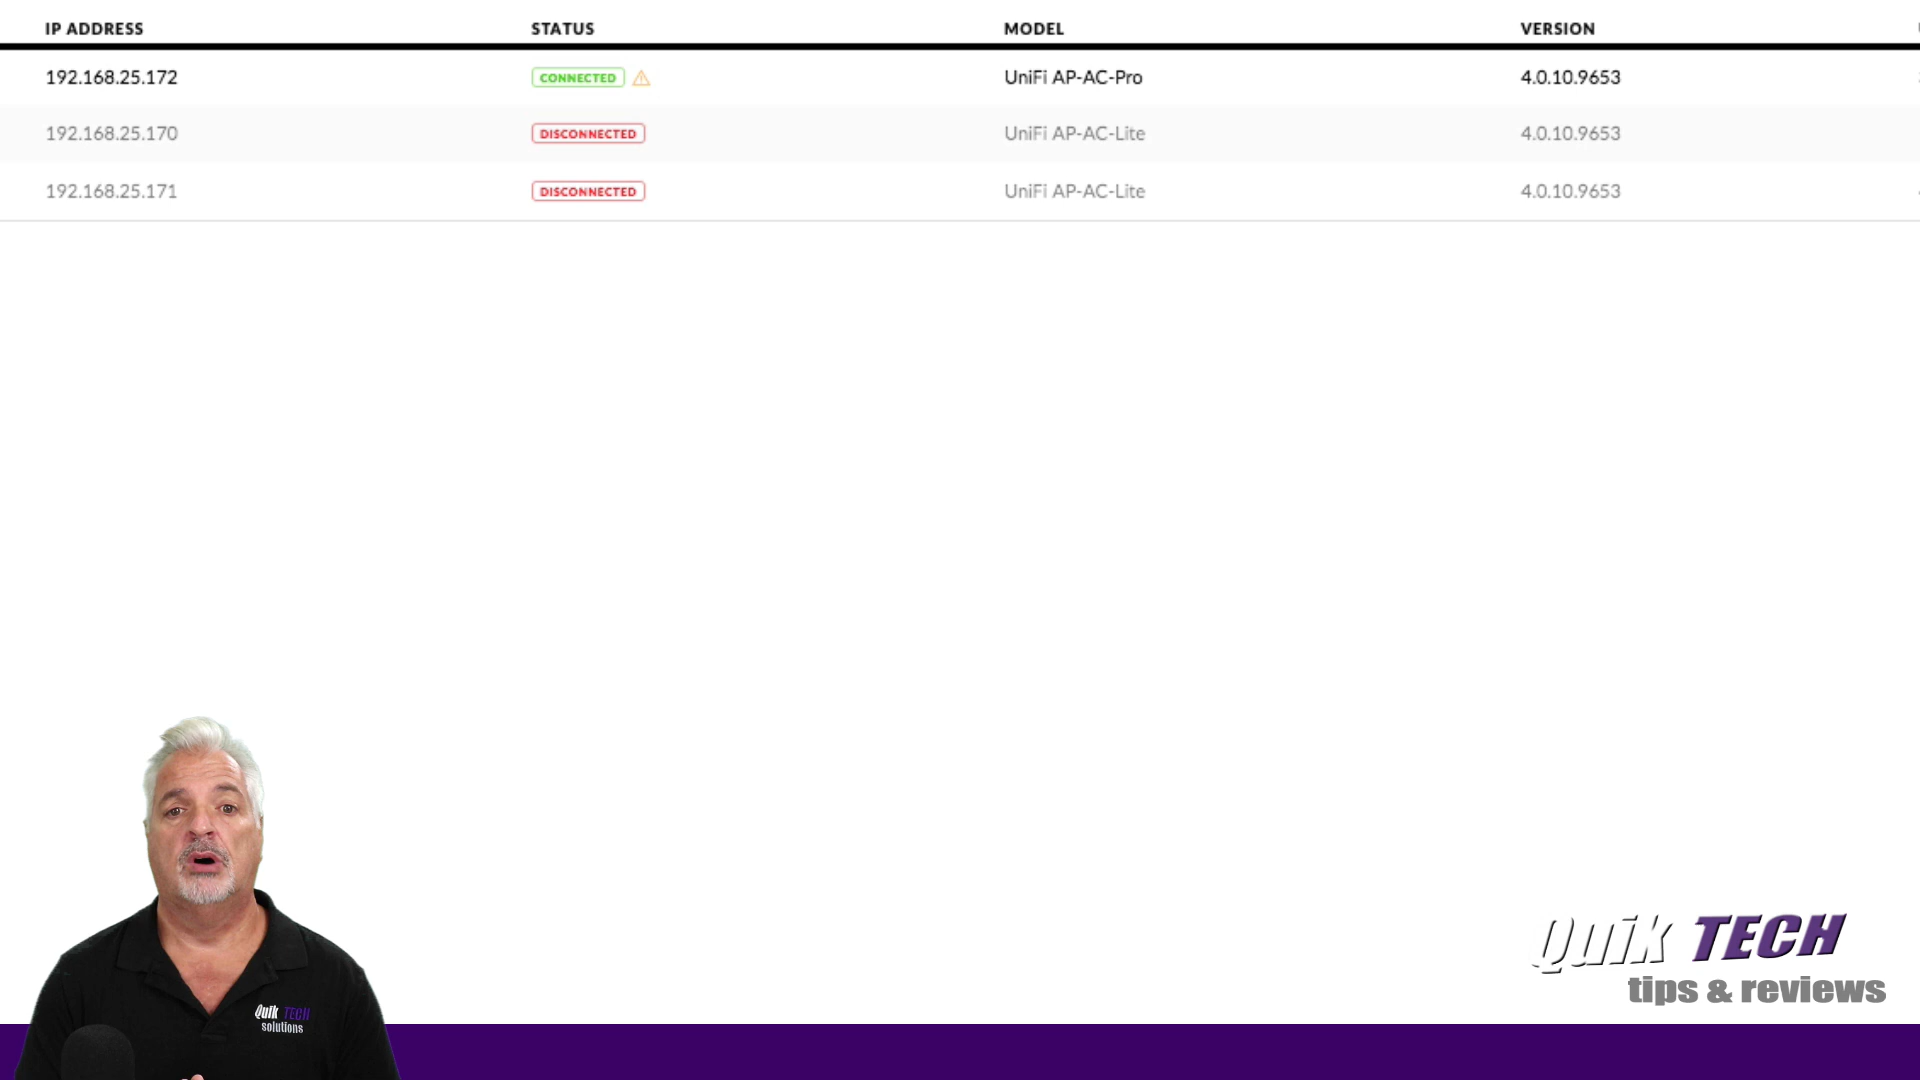 IP ADDRESS STATUS MODEL VERSION
192.168.25.172 CONNECTED UniFi AP-AC-Pro 4.0.10.9653
192.168.25.170 DISCONNECTED UniFi AP-AC-Lite 4.0.10.9653
192.168.25.171 DISCONNECTED UniFi AP-AC-Lite 4.0.10.9653
Quik TECH
solutions
Quik TECH
tips & reviews